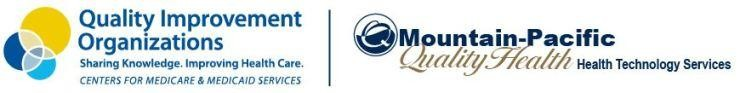 Quality Improvement
Organizations
Sharing Knowledge. Improving Health Care.
CENTERS FOR MEDICARE & MEDICAID SERVICES
Mountain-Pacific
Quality Health Health Technology Services